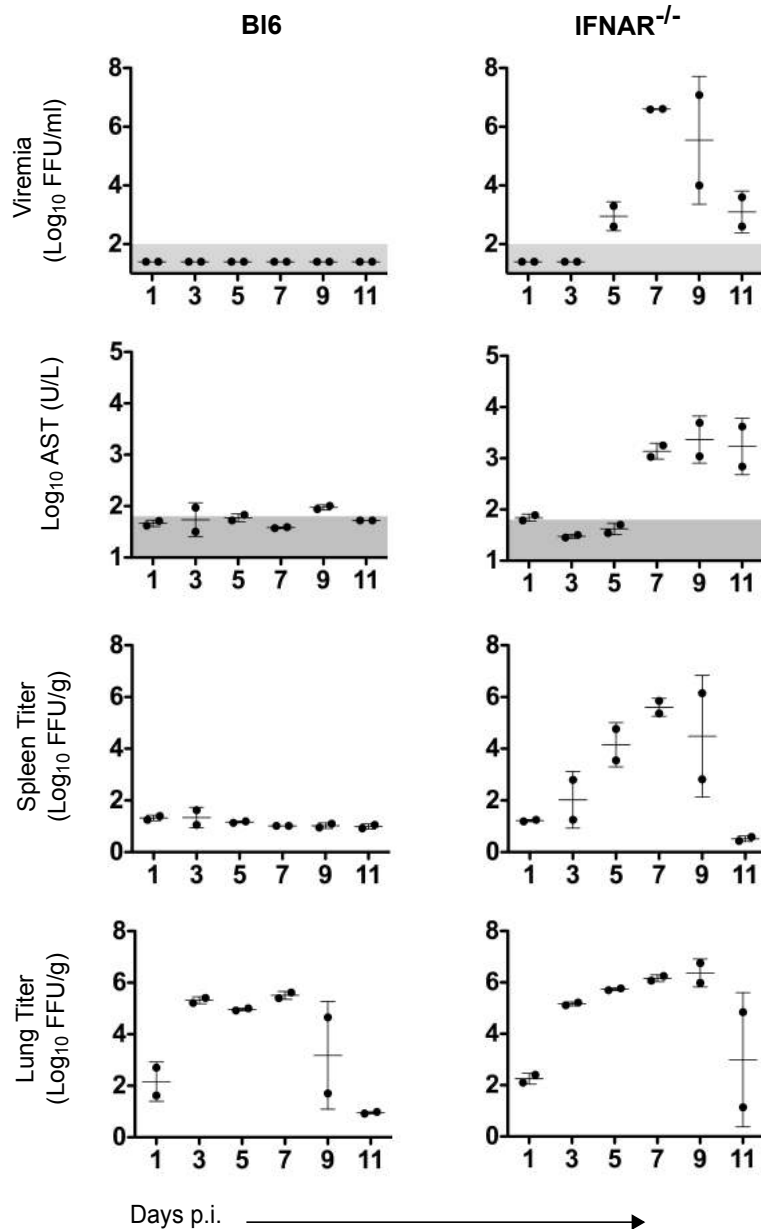 Bl6 IFNAR-/-
Viremia
(Log10 FFU/ml)
8
6
4
2
1 3 5 7 9 11
8
6
4
2
1 3 5 7 9 11
Log10 AST (U/L)
5
4
3
2
1
1 3 5 7 9 11
5
4
3
2
1
1 3 5 7 9 11
Spleen Titer
(Log10 FFU/g)
8
6
4
2
0
1 3 5 7 9 11
8
6
4
2
0
1 3 5 7 9 11
Lung Titer
(Log10 FFU/g)
8
6
4
2
0
1 3 5 7 9 11
8
6
4
2
0
1 3 5 7 9 11
Days p.i.